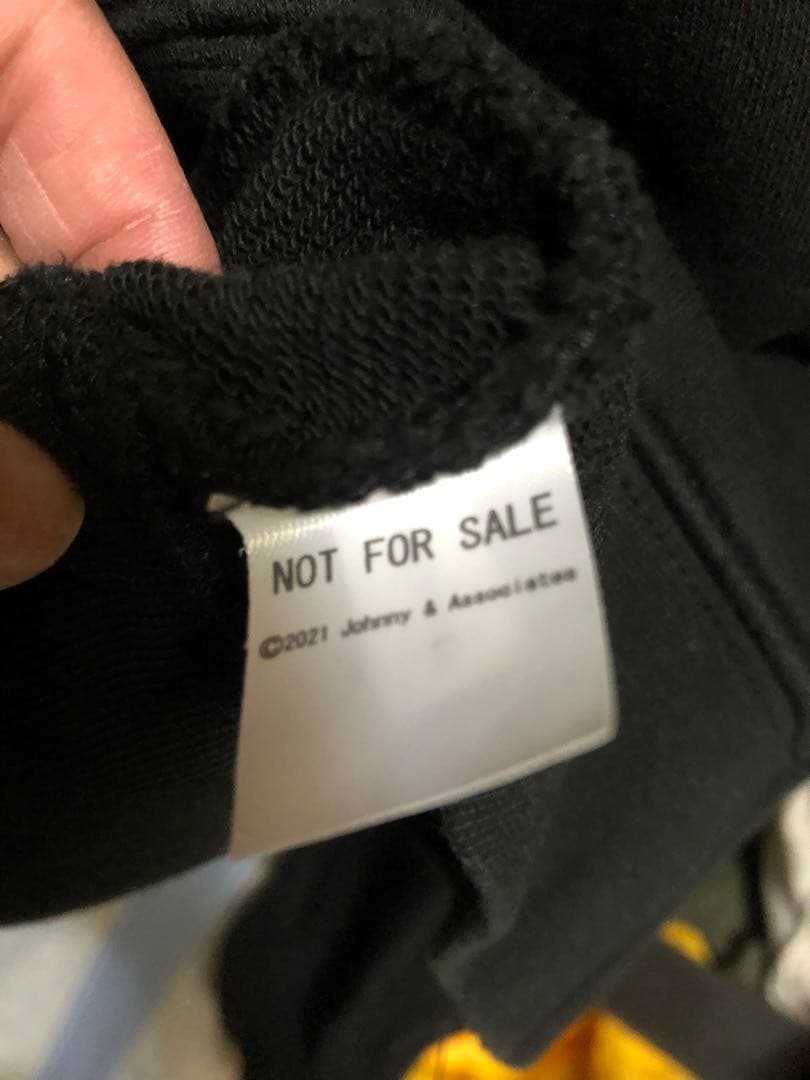 NOT FOR SALE
©2021 Johnny & Associates